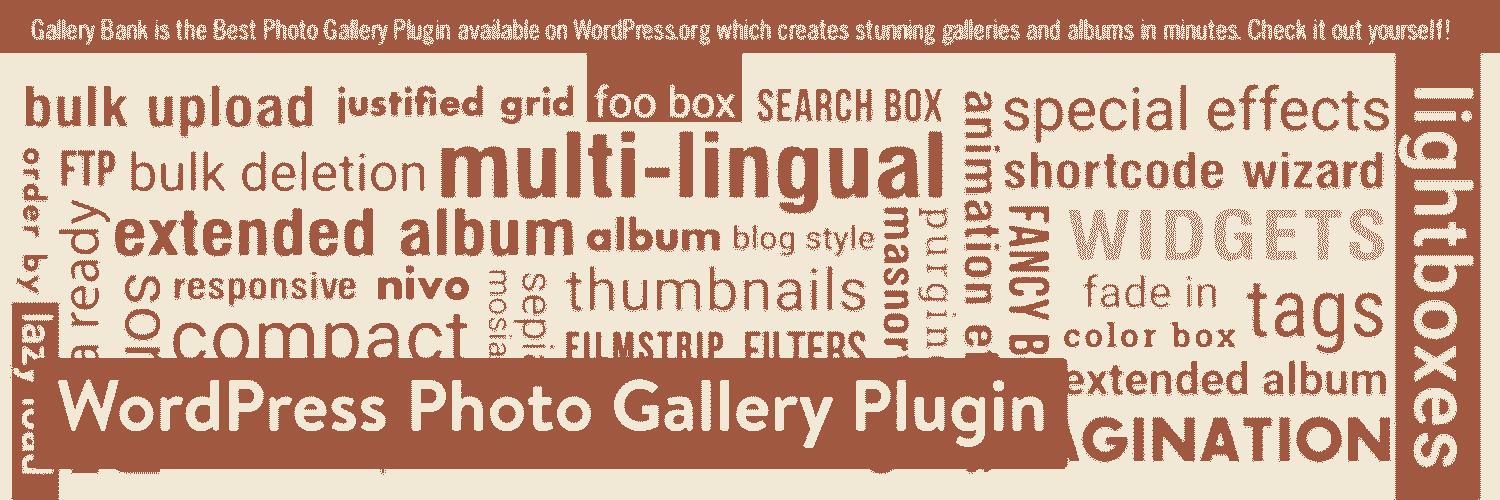 Gallery Bank is the Best Photo Gallery Plugin available on WordPress.org which creates stunning galleries and albums in minutes. Check it out yourself!
bulk upload
justified grid
foo box
SEARCH BOX
animation
special effects
lightboxes
order by
FTP
bulk deletion
multi-lingual
shortcode wizard
ready
extended album
album
blog style
FANCY
WIDGETS
responsive
nivo
thumbnails
fade in
tags
compact
FILMSTRIP
FILTERS
color box
lazy load
WordPress Photo Gallery Plugin
extended album